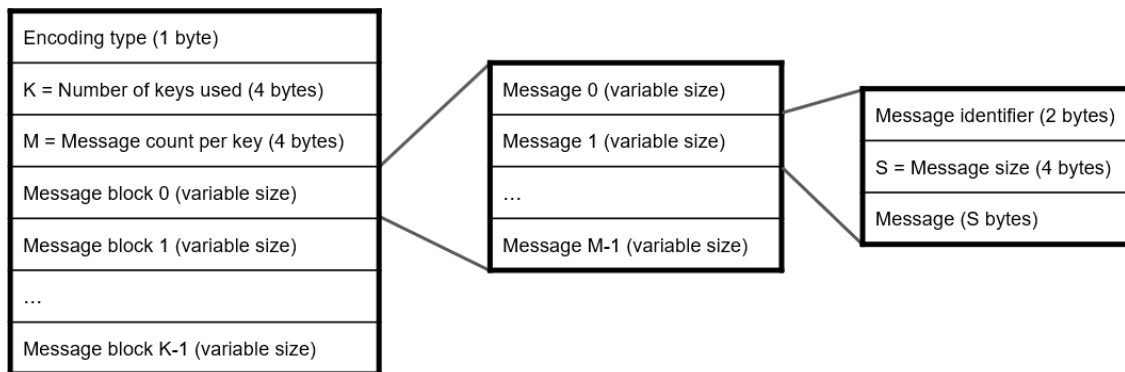 Encoding type (1 byte)
K = Number of keys used (4 bytes)
M = Message count per key (4 bytes)
Message block 0 (variable size)
Message block 1 (variable size)
…
Message block K-1 (variable size)
Message 0 (variable size)
Message 1 (variable size)
…
Message M-1 (variable size)
Message identifier (2 bytes)
S = Message size (4 bytes)
Message (S bytes)